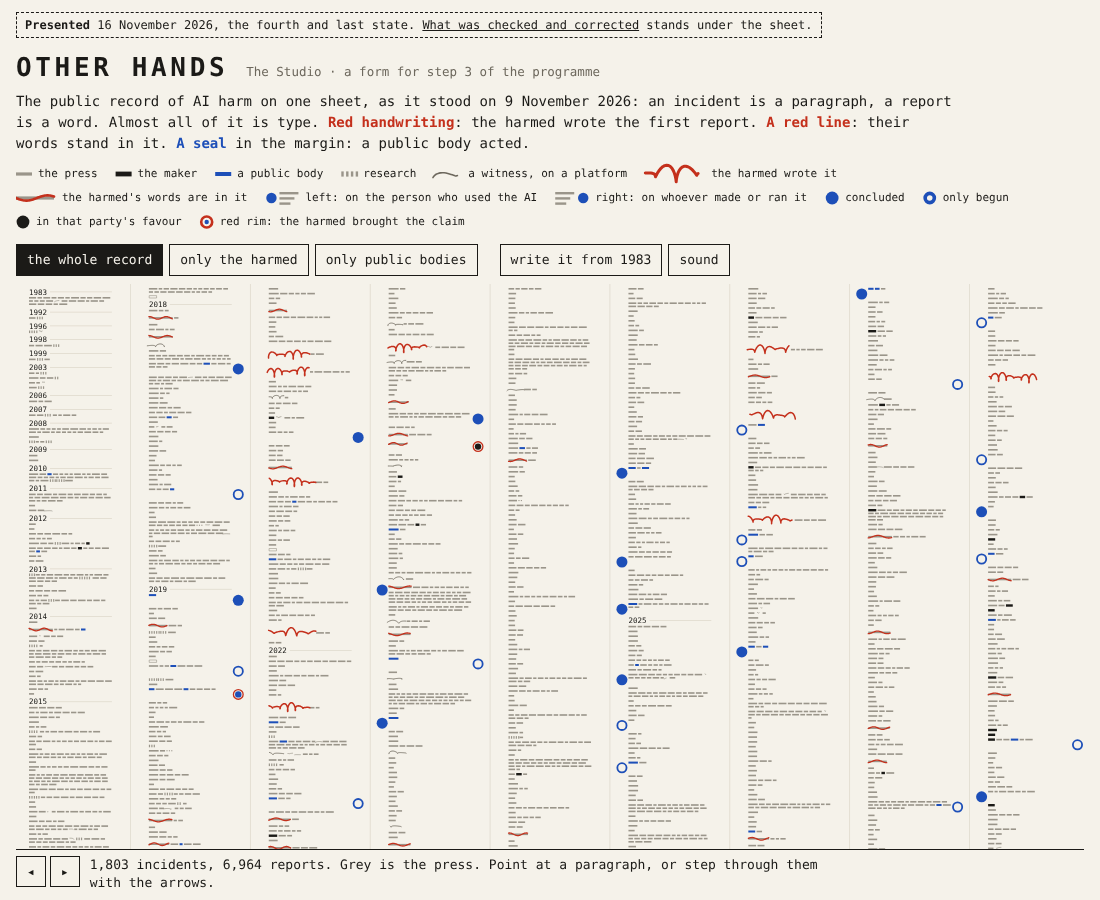 Presented 16 November 2026, the fourth and last state. What was checked and corrected stands under the sheet.
OTHER HANDS The Studio · a form for step 3 of the programme
The public record of AI harm on one sheet, as it stood on 9 November 2026: an incident is a paragraph, a report
is a word. Almost all of it is type. Red handwriting: the harmed wrote the first report. A red line: their
words stand in it. A seal in the margin: a public body acted.
the press the maker a public body research a witness, on a platform the harmed wrote it
the harmed's words are in it left: on the person who used the AI right: on whoever made or ran it concluded only begun
in that party's favour red rim: the harmed brought the claim
the whole record only the harmed only public bodies write it from 1983 sound
1983
1992
1996
1998
1999
2003
2006
2007
2008
2009
2010
2011
2012
2013
2014
2015
2018
2019
2022
2025
◂ ▸ 1,803 incidents, 6,964 reports. Grey is the press. Point at a paragraph, or step through them
with the arrows.